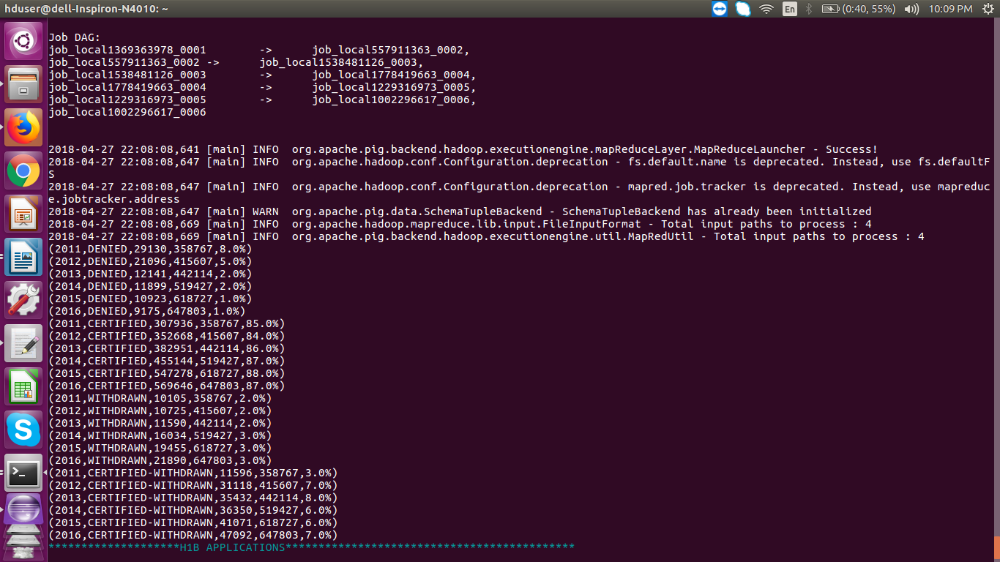 hduser@dell-Inspiron-N4010: ~
En
(0:40, 55%)
10:09 PM
Job DAG:
job_local1369363978_0001        ->      job_local557911363_0002,
job_local557911363_0002 ->      job_local1538481126_0003,
job_local1538481126_0003        ->      job_local1778419663_0004,
job_local1778419663_0004        ->      job_local1229316973_0005,
job_local1229316973_0005        ->      job_local1002296617_0006,
job_local1002296617_0006
2018-04-27 22:08:08,641 [main] INFO  org.apache.pig.backend.hadoop.executionengine.mapReduceLayer.MapReduceLauncher - Success!
2018-04-27 22:08:08,647 [main] INFO  org.apache.hadoop.conf.Configuration.deprecation - fs.default.name is deprecated. Instead, use fs.defaultF
S
2018-04-27 22:08:08,647 [main] INFO  org.apache.hadoop.conf.Configuration.deprecation - mapred.job.tracker is deprecated. Instead, use mapreduc
e.jobtracker.address
2018-04-27 22:08:08,647 [main] WARN  org.apache.pig.data.SchemaTupleBackend - SchemaTupleBackend has already been initialized
2018-04-27 22:08:08,669 [main] INFO  org.apache.hadoop.mapreduce.lib.input.FileInputFormat - Total input paths to process : 4
2018-04-27 22:08:08,669 [main] INFO  org.apache.pig.backend.hadoop.executionengine.util.MapRedUtil - Total input paths to process : 4
(2011,DENIED,29130,358767,8.0%)
(2012,DENIED,21096,415607,5.0%)
(2013,DENIED,12141,442114,2.0%)
(2014,DENIED,11899,519427,2.0%)
(2015,DENIED,10923,618727,1.0%)
(2016,DENIED,9175,647803,1.0%)
(2011,CERTIFIED,307936,358767,85.0%)
(2012,CERTIFIED,352668,415607,84.0%)
(2013,CERTIFIED,382951,442114,86.0%)
(2014,CERTIFIED,455144,519427,87.0%)
(2015,CERTIFIED,547278,618727,88.0%)
(2016,CERTIFIED,569646,647803,87.0%)
(2011,WITHDRAWN,10105,358767,2.0%)
(2012,WITHDRAWN,10725,415607,2.0%)
(2013,WITHDRAWN,11590,442114,2.0%)
(2014,WITHDRAWN,16034,519427,3.0%)
(2015,WITHDRAWN,19455,618727,3.0%)
(2016,WITHDRAWN,21890,647803,3.0%)
(2011,CERTIFIED-WITHDRAWN,11596,358767,3.0%)
(2012,CERTIFIED-WITHDRAWN,31118,415607,7.0%)
(2013,CERTIFIED-WITHDRAWN,35432,442114,8.0%)
(2014,CERTIFIED-WITHDRAWN,36350,519427,6.0%)
(2015,CERTIFIED-WITHDRAWN,41071,618727,6.0%)
(2016,CERTIFIED-WITHDRAWN,47092,647803,7.0%)
********************H1B APPLICATIONS********************************************